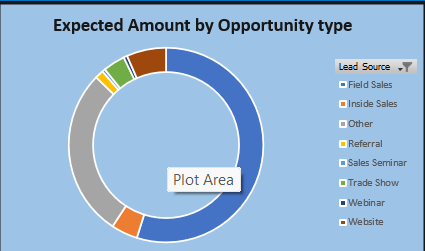 Expected Amount by Opportunity type
Lead Source
Field Sales
Inside Sales
Other
Referral
Sales Seminar
Trade Show
Webinar
Website
Plot Area